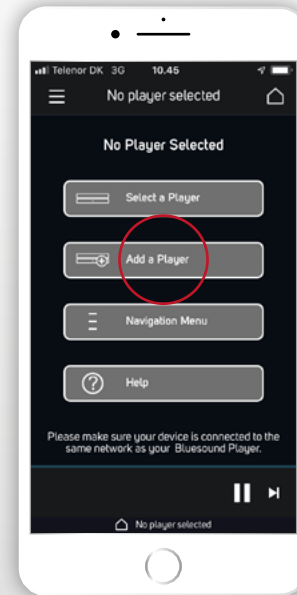 Telenor DK 3G 10.45
No player selected
No Player Selected
Select a Player
Add a Player
Navigation Menu
Help
Please make sure your device is connected to the
same network as your Bluesound Player.
No player selected